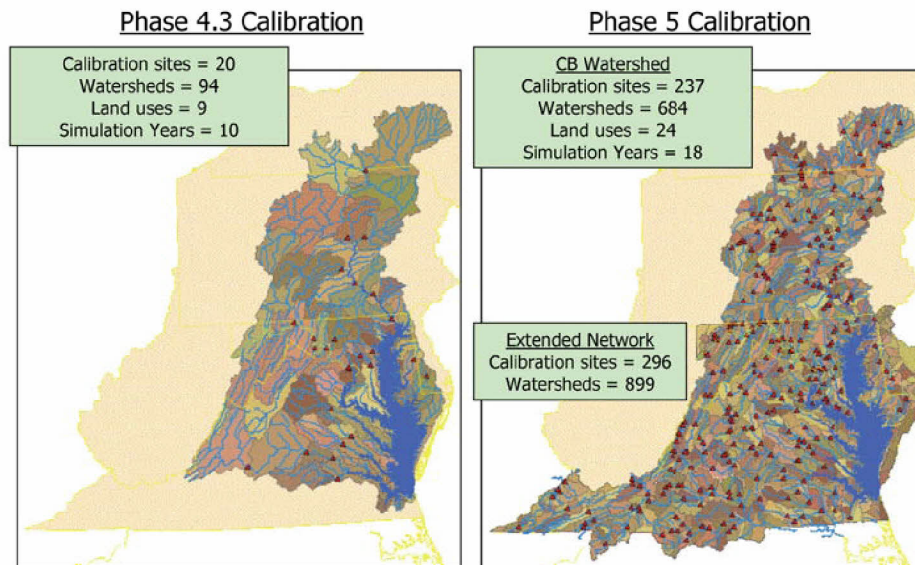 Phase 4.3 Calibration
Calibration sites = 20
Watersheds = 94
Land uses = 9
Simulation Years = 10
Phase 5 Calibration
CB Watershed
Calibration sites = 237
Watersheds = 684
Land uses = 24
Simulation Years = 18
Extended Network
Calibration sites = 296
Watersheds = 899